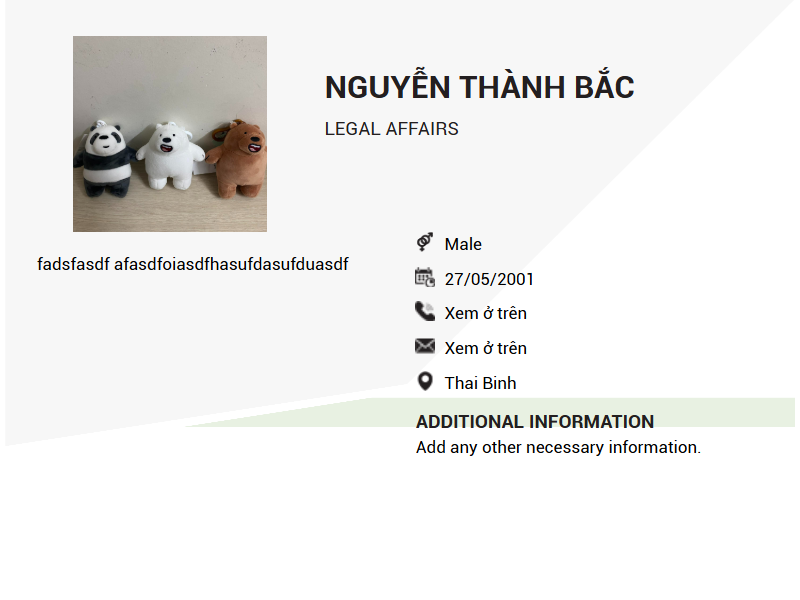 NGUYỄN THÀNH BẮC
LEGAL AFFAIRS
fadsfasdf afasdfoiasdfhasufdasufduasdf
Male
27/05/2001
Xem ở trên
Xem ở trên
Thai Binh
ADDITIONAL INFORMATION
Add any other necessary information.